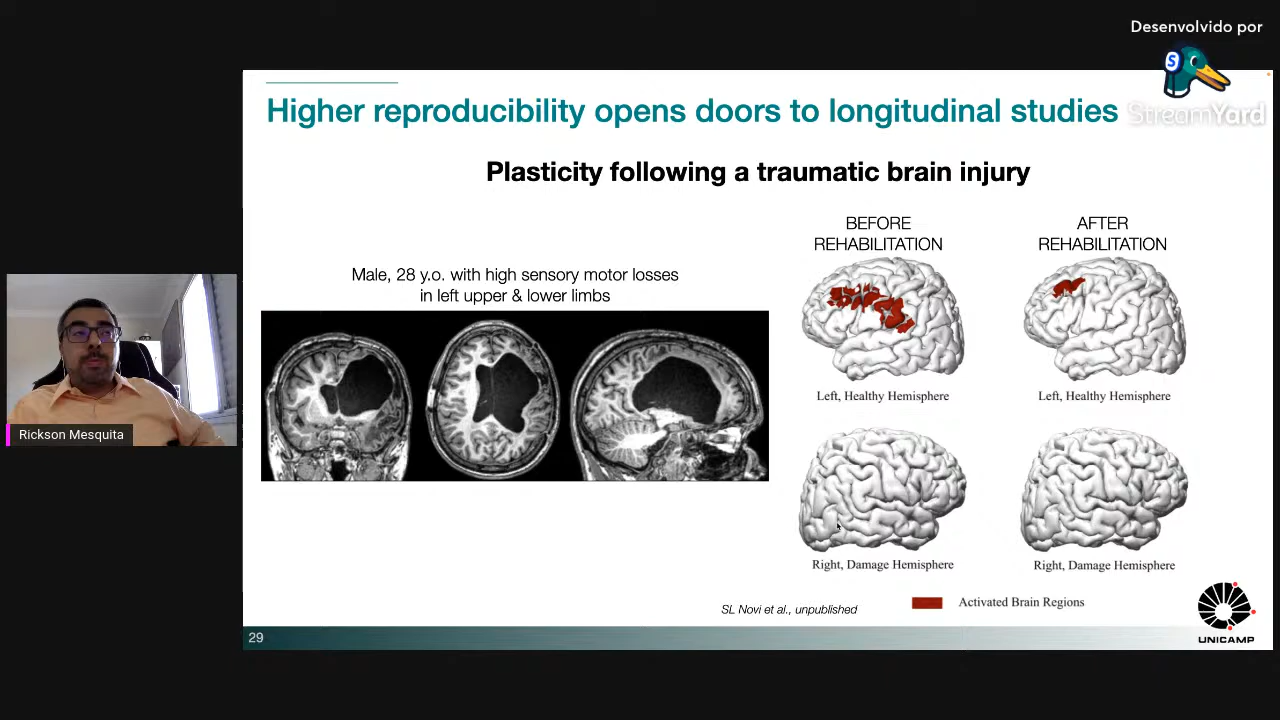 Desenvolvido por
S
StreamYard
Higher reproducibility opens doors to longitudinal studies
Plasticity following a traumatic brain injury
BEFORE
REHABILITATION
AFTER
REHABILITATION
Male, 28 y.o. with high sensory motor losses
in left upper & lower limbs
Left, Healthy Hemisphere
Left, Healthy Hemisphere
Rickson Mesquita
Right, Damage Hemisphere
Right, Damage Hemisphere
SL Novi et al., unpublished
Activated Brain Regions
UNICAMP
29